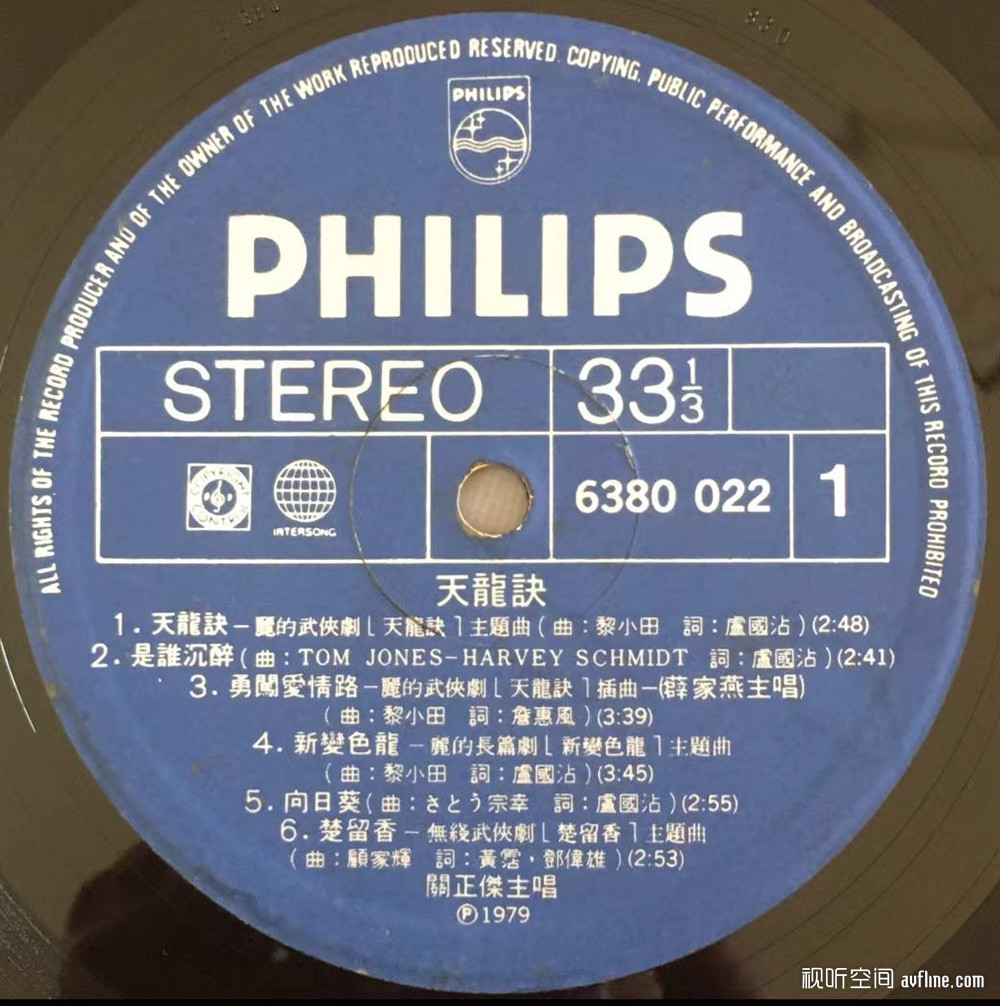 ALL RIGHTS OF THE RECORD PRODUCER AND OF THE OWNER OF THE WORK REPRODUCED RESERVED. COPYING, PUBLIC PERFORMANCE AND BROADCASTING OF THIS RECORD PROHIBITED
PHILIPS
PHILIPS
STEREO 33 1/3
COPYRIGHT CONTROL INTERSONG 6380 022 1
天龍訣
1. 天龍訣－麗的武俠劇「天龍訣」主題曲(曲:黎小田 詞:盧國沾)(2:48)
2. 是誰沉醉(曲:TOM JONES-HARVEY SCHMIDT 詞:盧國沾)(2:41)
3. 勇闖愛情路－麗的武俠劇「天龍訣」插曲－(薛家燕主唱)
(曲:黎小田 詞:詹惠風)(3:39)
4. 新變色龍－麗的長篇劇「新變色龍」主題曲
(曲:黎小田 詞:盧國沾)(3:45)
5. 向日葵(曲:さとう宗幸 詞:盧國沾)(2:55)
6. 楚留香－無綫武俠劇「楚留香」主題曲
(曲:顧家輝 詞:黃霑,鄧偉雄)(2:53)
關正傑主唱
Ⓟ1979
视听空间 avfline.com